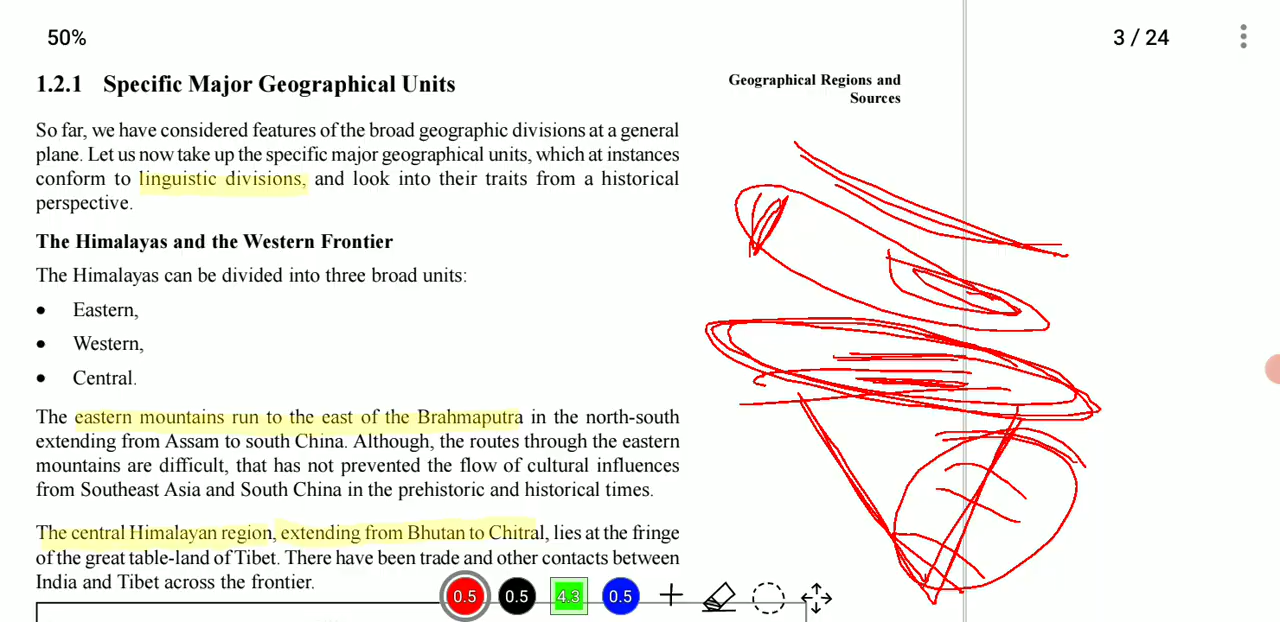 50%
3 / 24
1.2.1 Specific Major Geographical Units
Geographical Regions and
Sources
So far, we have considered features of the broad geographic divisions at a general
plane. Let us now take up the specific major geographical units, which at instances
conform to linguistic divisions, and look into their traits from a historical
perspective.
The Himalayas and the Western Frontier
The Himalayas can be divided into three broad units:
• Eastern,
• Western,
• Central.
The eastern mountains run to the east of the Brahmaputra in the north-south
extending from Assam to south China. Although, the routes through the eastern
mountains are difficult, that has not prevented the flow of cultural influences
from Southeast Asia and South China in the prehistoric and historical times.
The central Himalayan region, extending from Bhutan to Chitral, lies at the fringe
of the great table-land of Tibet. There have been trade and other contacts between
India and Tibet across the frontier.
0.5 0.5 4.3 0.5